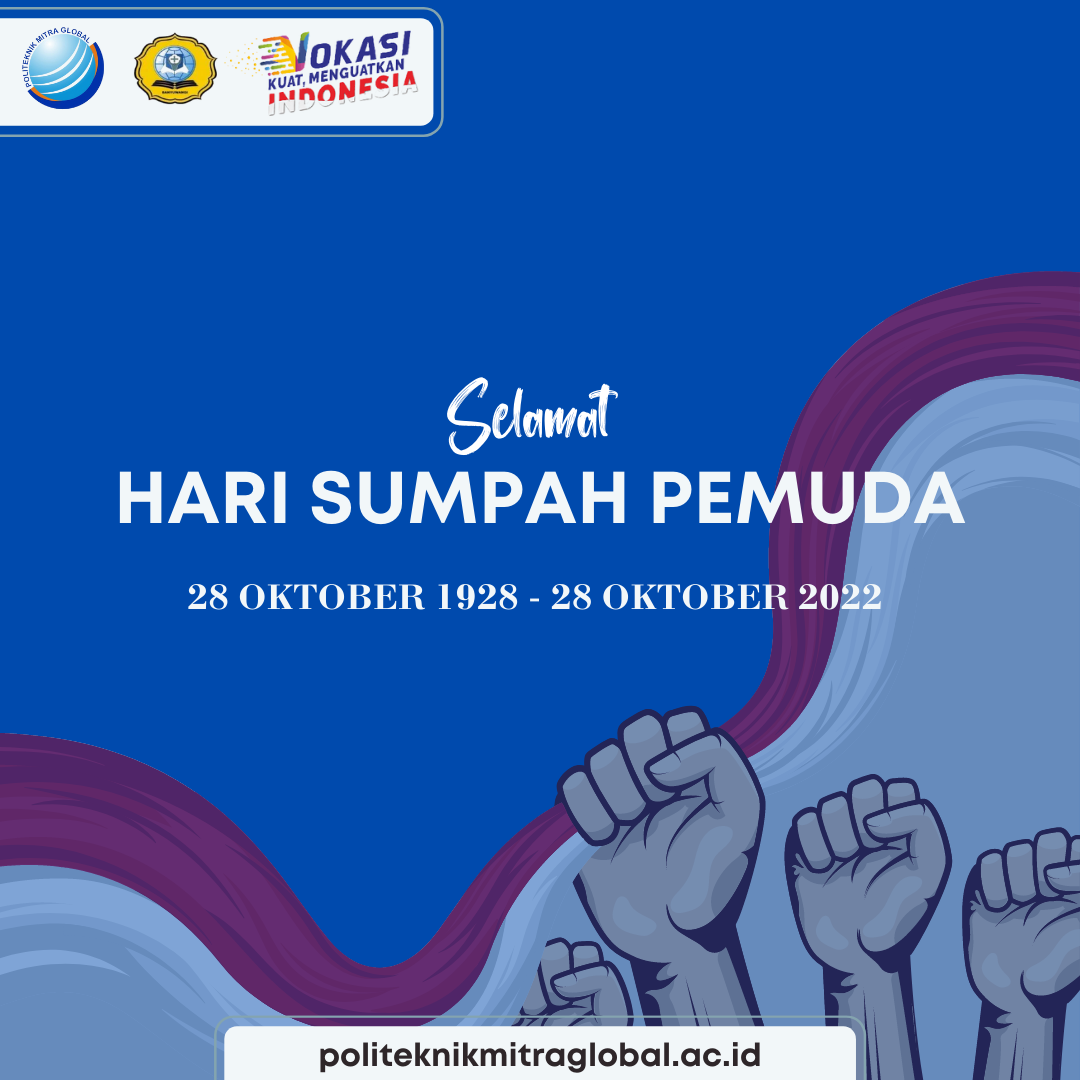 POLITEKNIK MITRA GLOBAL
BANYUWANGI
VOKASI
KUAT, MENGUATKAN
INDONESIA
Selamat
HARI SUMPAH PEMUDA
28 OKTOBER 1928 - 28 OKTOBER 2022
politeknikmitraglobal.ac.id